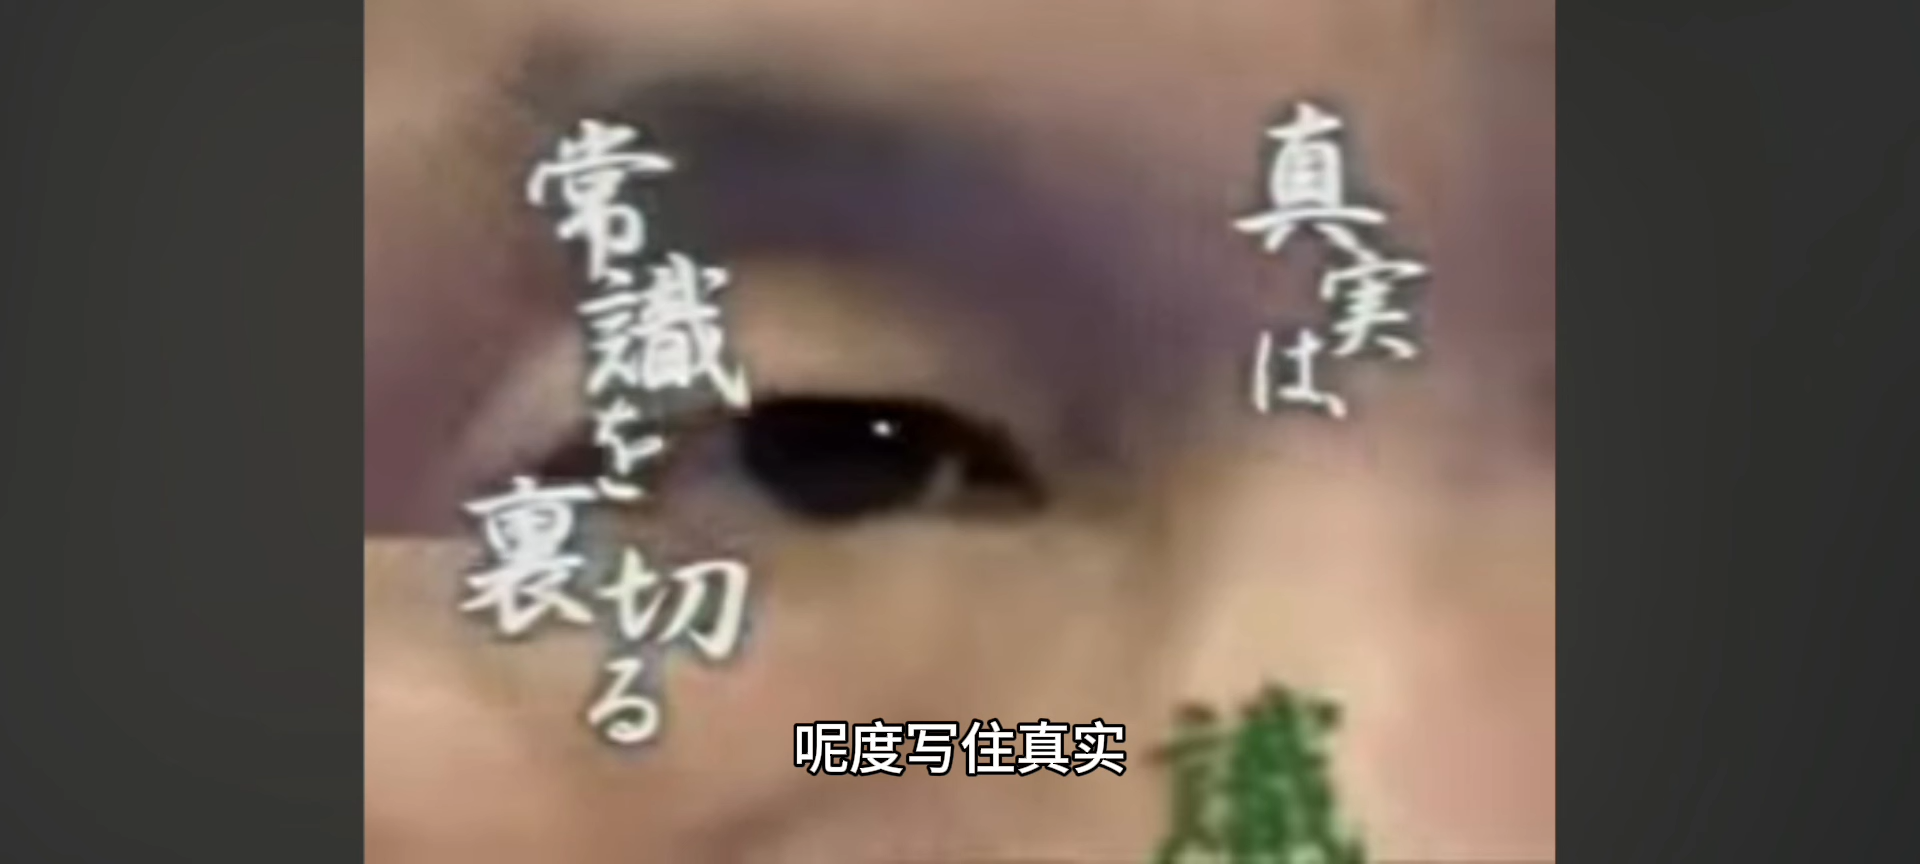 真実は、
常識を
裏切る
呢度写住真实